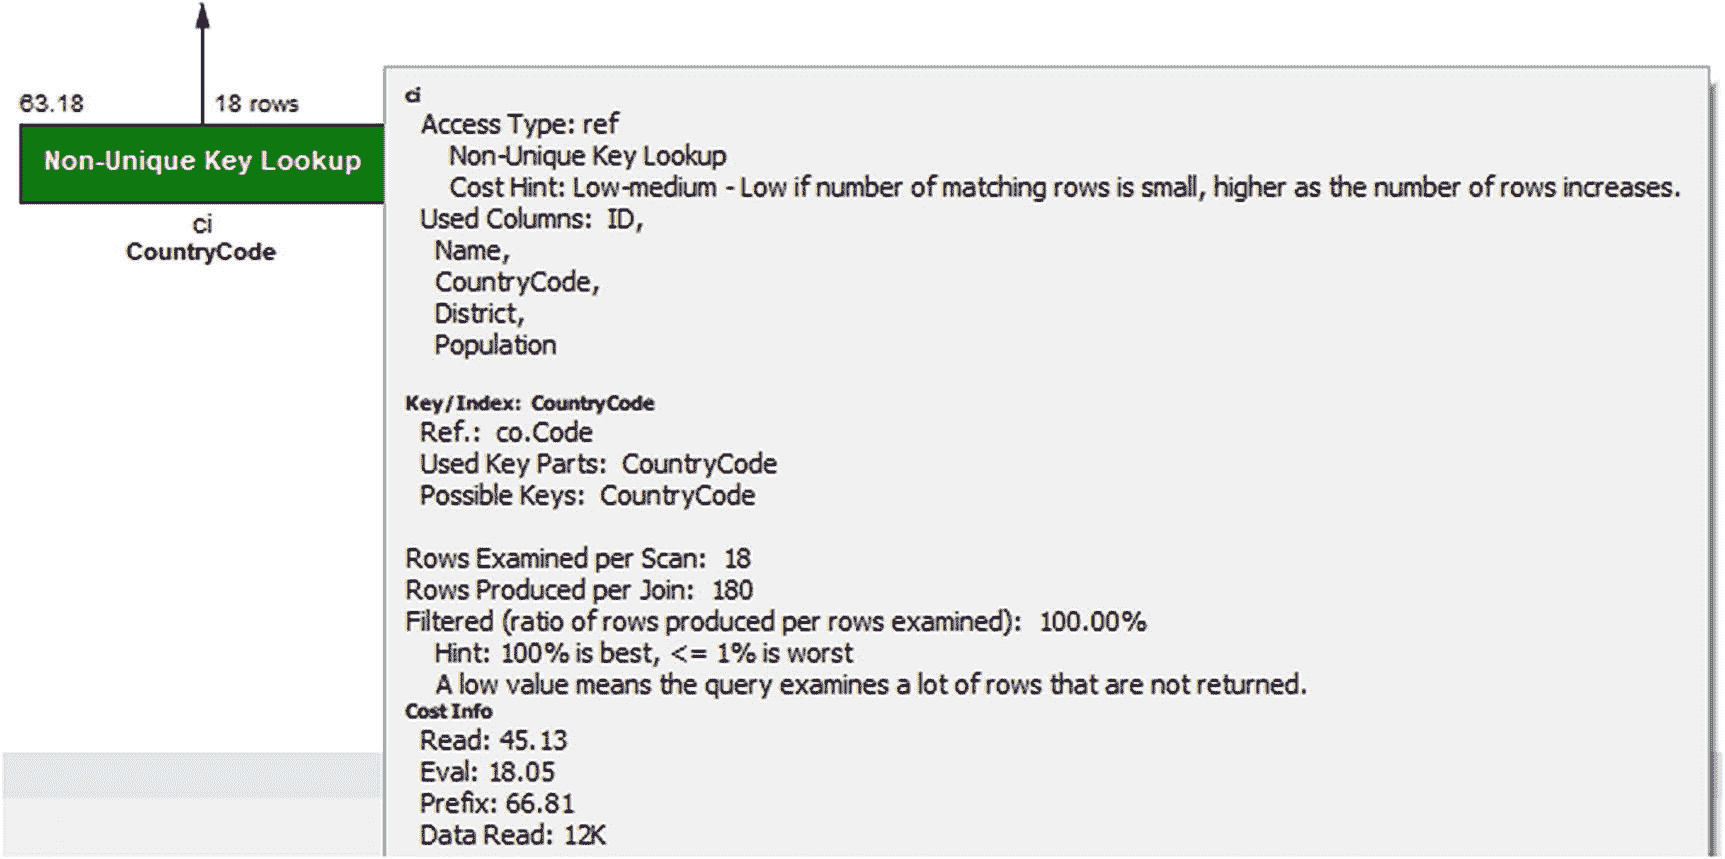 63.18
18 rows
Non-Unique Key Lookup
ci
CountryCode
ci
Access Type: ref
Non-Unique Key Lookup
Cost Hint: Low-medium - Low if number of matching rows is small, higher as the number of rows increases.
Used Columns: ID,
Name,
CountryCode,
District,
Population
Key/Index: CountryCode
Ref.: co.Code
Used Key Parts: CountryCode
Possible Keys: CountryCode
Rows Examined per Scan: 18
Rows Produced per Join: 180
Filtered (ratio of rows produced per rows examined): 100.00%
Hint: 100% is best, <= 1% is worst
A low value means the query examines a lot of rows that are not returned.
Cost Info
Read: 45.13
Eval: 18.05
Prefix: 66.81
Data Read: 12K